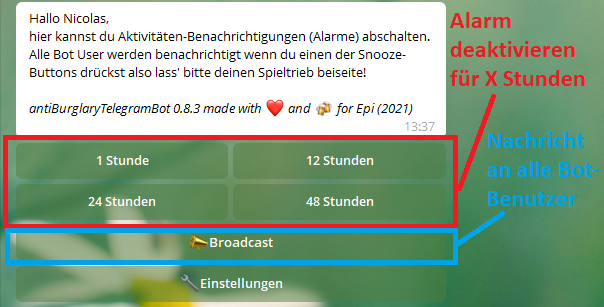 Hallo Nicolas,
hier kannst du Aktivitäten-Benachrichtigungen (Alarme) abschalten.
Alle Bot User werden benachrichtigt wenn du einen der Snooze-
Buttons drückst also lass' bitte deinen Spieltrieb beiseite!
antiBurglaryTelegramBot 0.8.3 made with ❤️ and 🍻 for Epi (2021)
13:37
Alarm
deaktivieren
für X Stunden
1 Stunde
12 Stunden
24 Stunden
48 Stunden
Nachricht
an alle Bot-
Benutzer
📣Broadcast
🔧Einstellungen